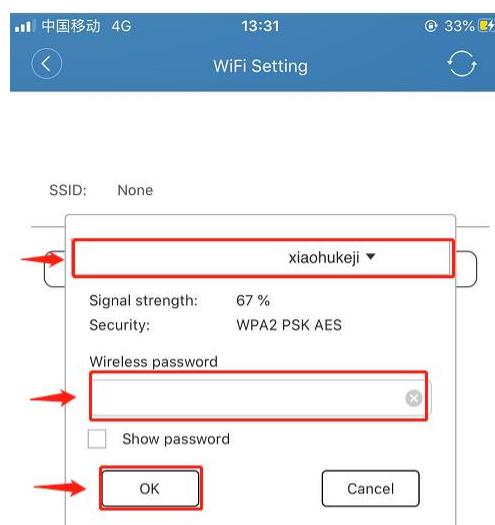 中国移动 4G 13:31 33%
WiFi Setting
SSID: None
xiaohukeji
Signal strength: 67 %
Security: WPA2 PSK AES
Wireless password
Show password
OK Cancel